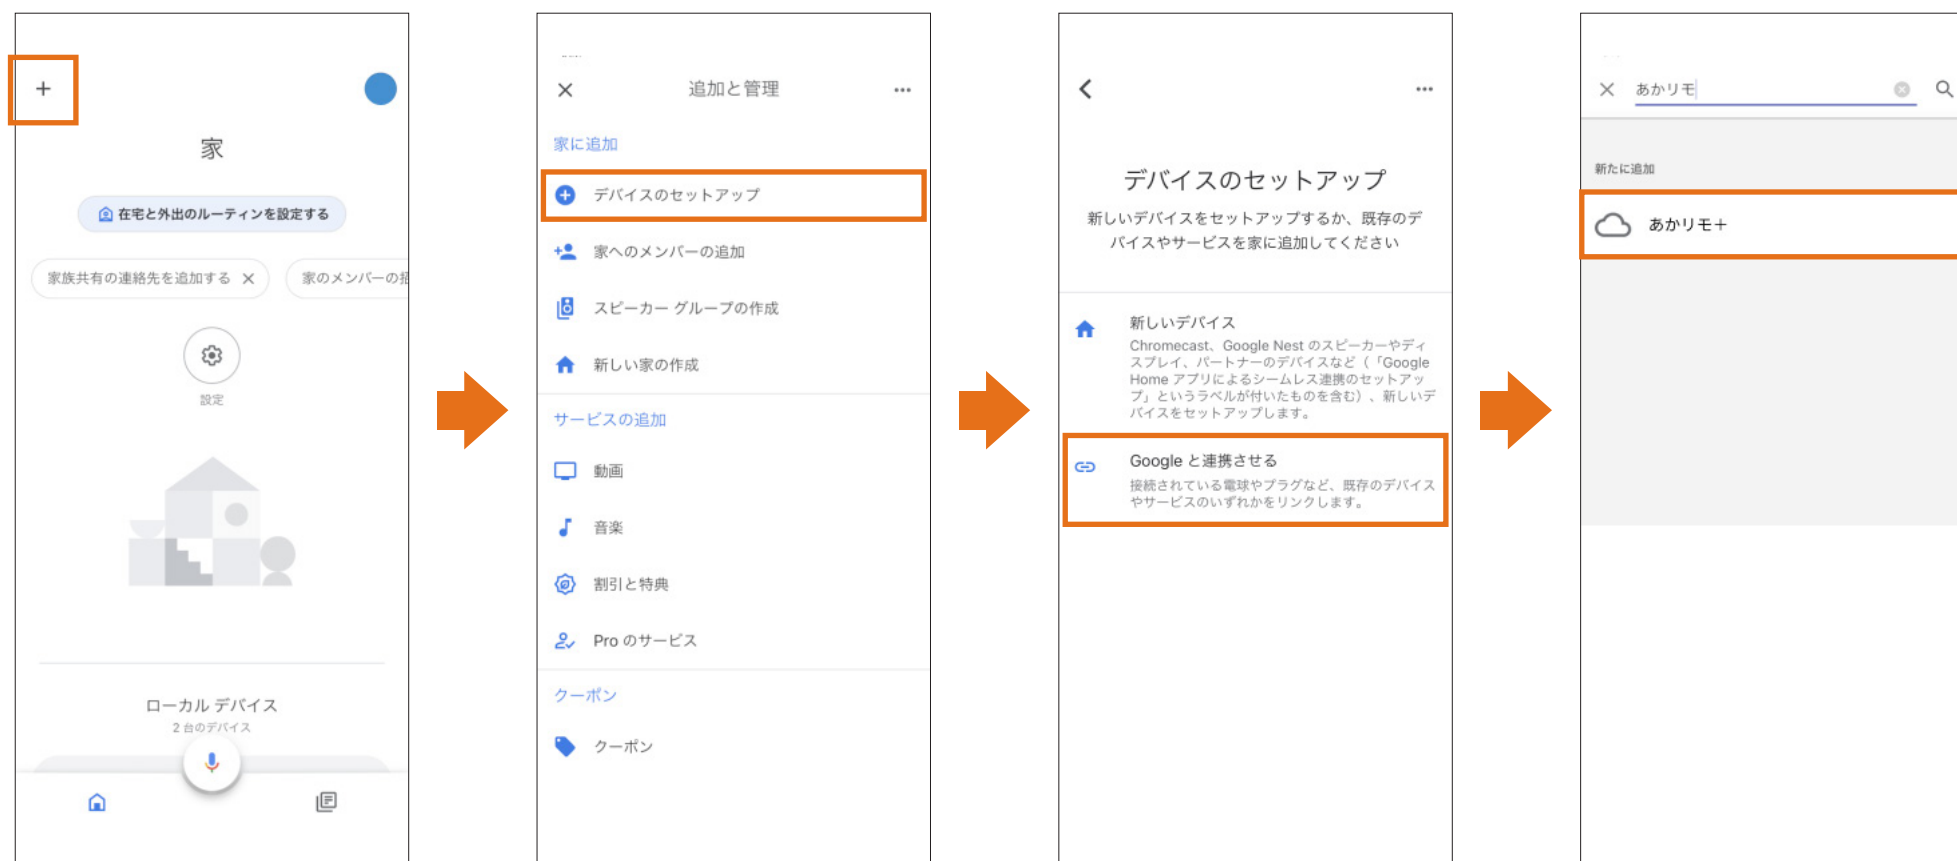 家
在宅と外出のルーティンを設定する
家族共有の連絡先を追加する
家のメンバーの招
設定
ローカル デバイス
2 台のデバイス
追加と管理
家に追加
デバイスのセットアップ
家へのメンバーの追加
スピーカー グループの作成
新しい家の作成
サービスの追加
動画
音楽
割引と特典
Pro のサービス
クーポン
クーポン
デバイスのセットアップ
新しいデバイスをセットアップするか、既存のデ
バイスやサービスを家に追加してください
新しいデバイス
Chromecast、Google Nest のスピーカーやディ
スプレイ、パートナーのデバイスなど（「Google
Home アプリによるシームレス連携のセットアッ
プ」というラベルが付いたものを含む）、新しいデ
バイスをセットアップします。
Google と連携させる
接続されている電球やプラグなど、既存のデバイス
やサービスのいずれかをリンクします。
あかリモ
新たに追加
あかリモ＋